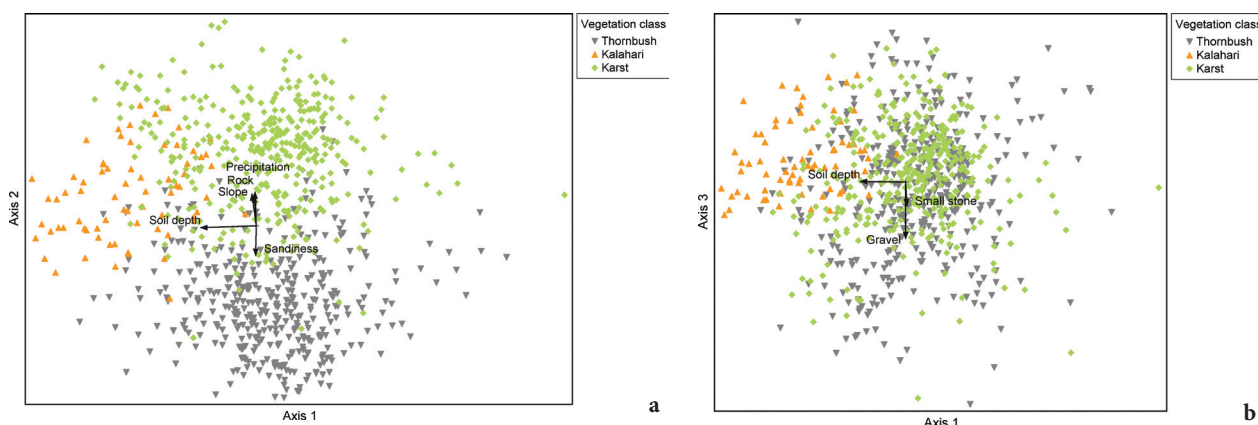 Vegetation class
Thornbush
Kalahari
Karst
Axis 2
Precipitation
Rock
Slope
Soil depth
Sandiness
Axis 1
a
Vegetation class
Thornbush
Kalahari
Karst
Axis 3
Soil depth
Small stone
Gravel
Axis 1
b